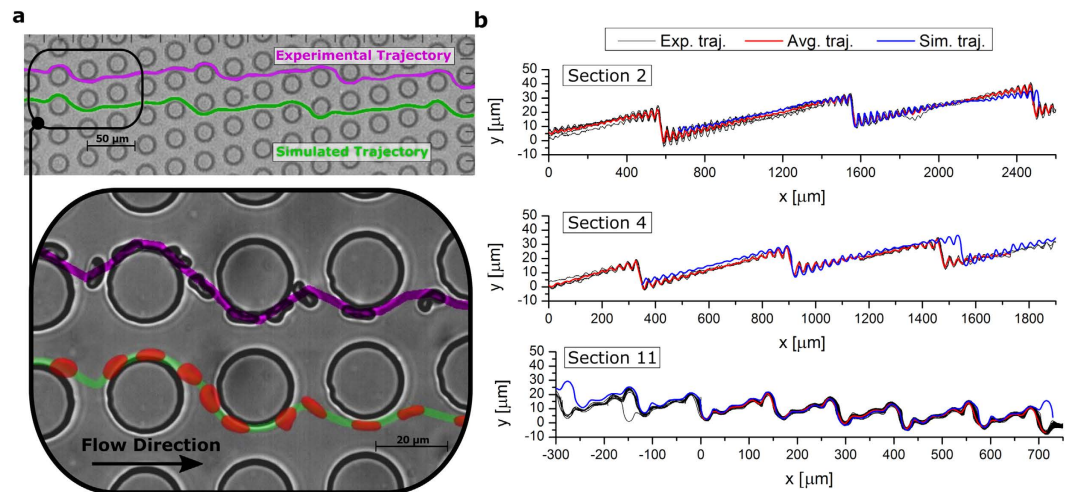 a
Experimental Trajectory
50 µm
Simulated Trajectory
Flow Direction
20 µm
b
Exp. traj. Avg. traj. Sim. traj.
Section 2
y [µm]
50
40
30
20
10
0
-10
0 400 800 1200 1600 2000 2400
x [µm]
Section 4
y [µm]
50
40
30
20
10
0
-10
0 200 400 600 800 1000 1200 1400 1600 1800
x [µm]
Section 11
y [µm]
50
40
30
20
10
0
-10
-300 -200 -100 0 100 200 300 400 500 600 700
x [µm]